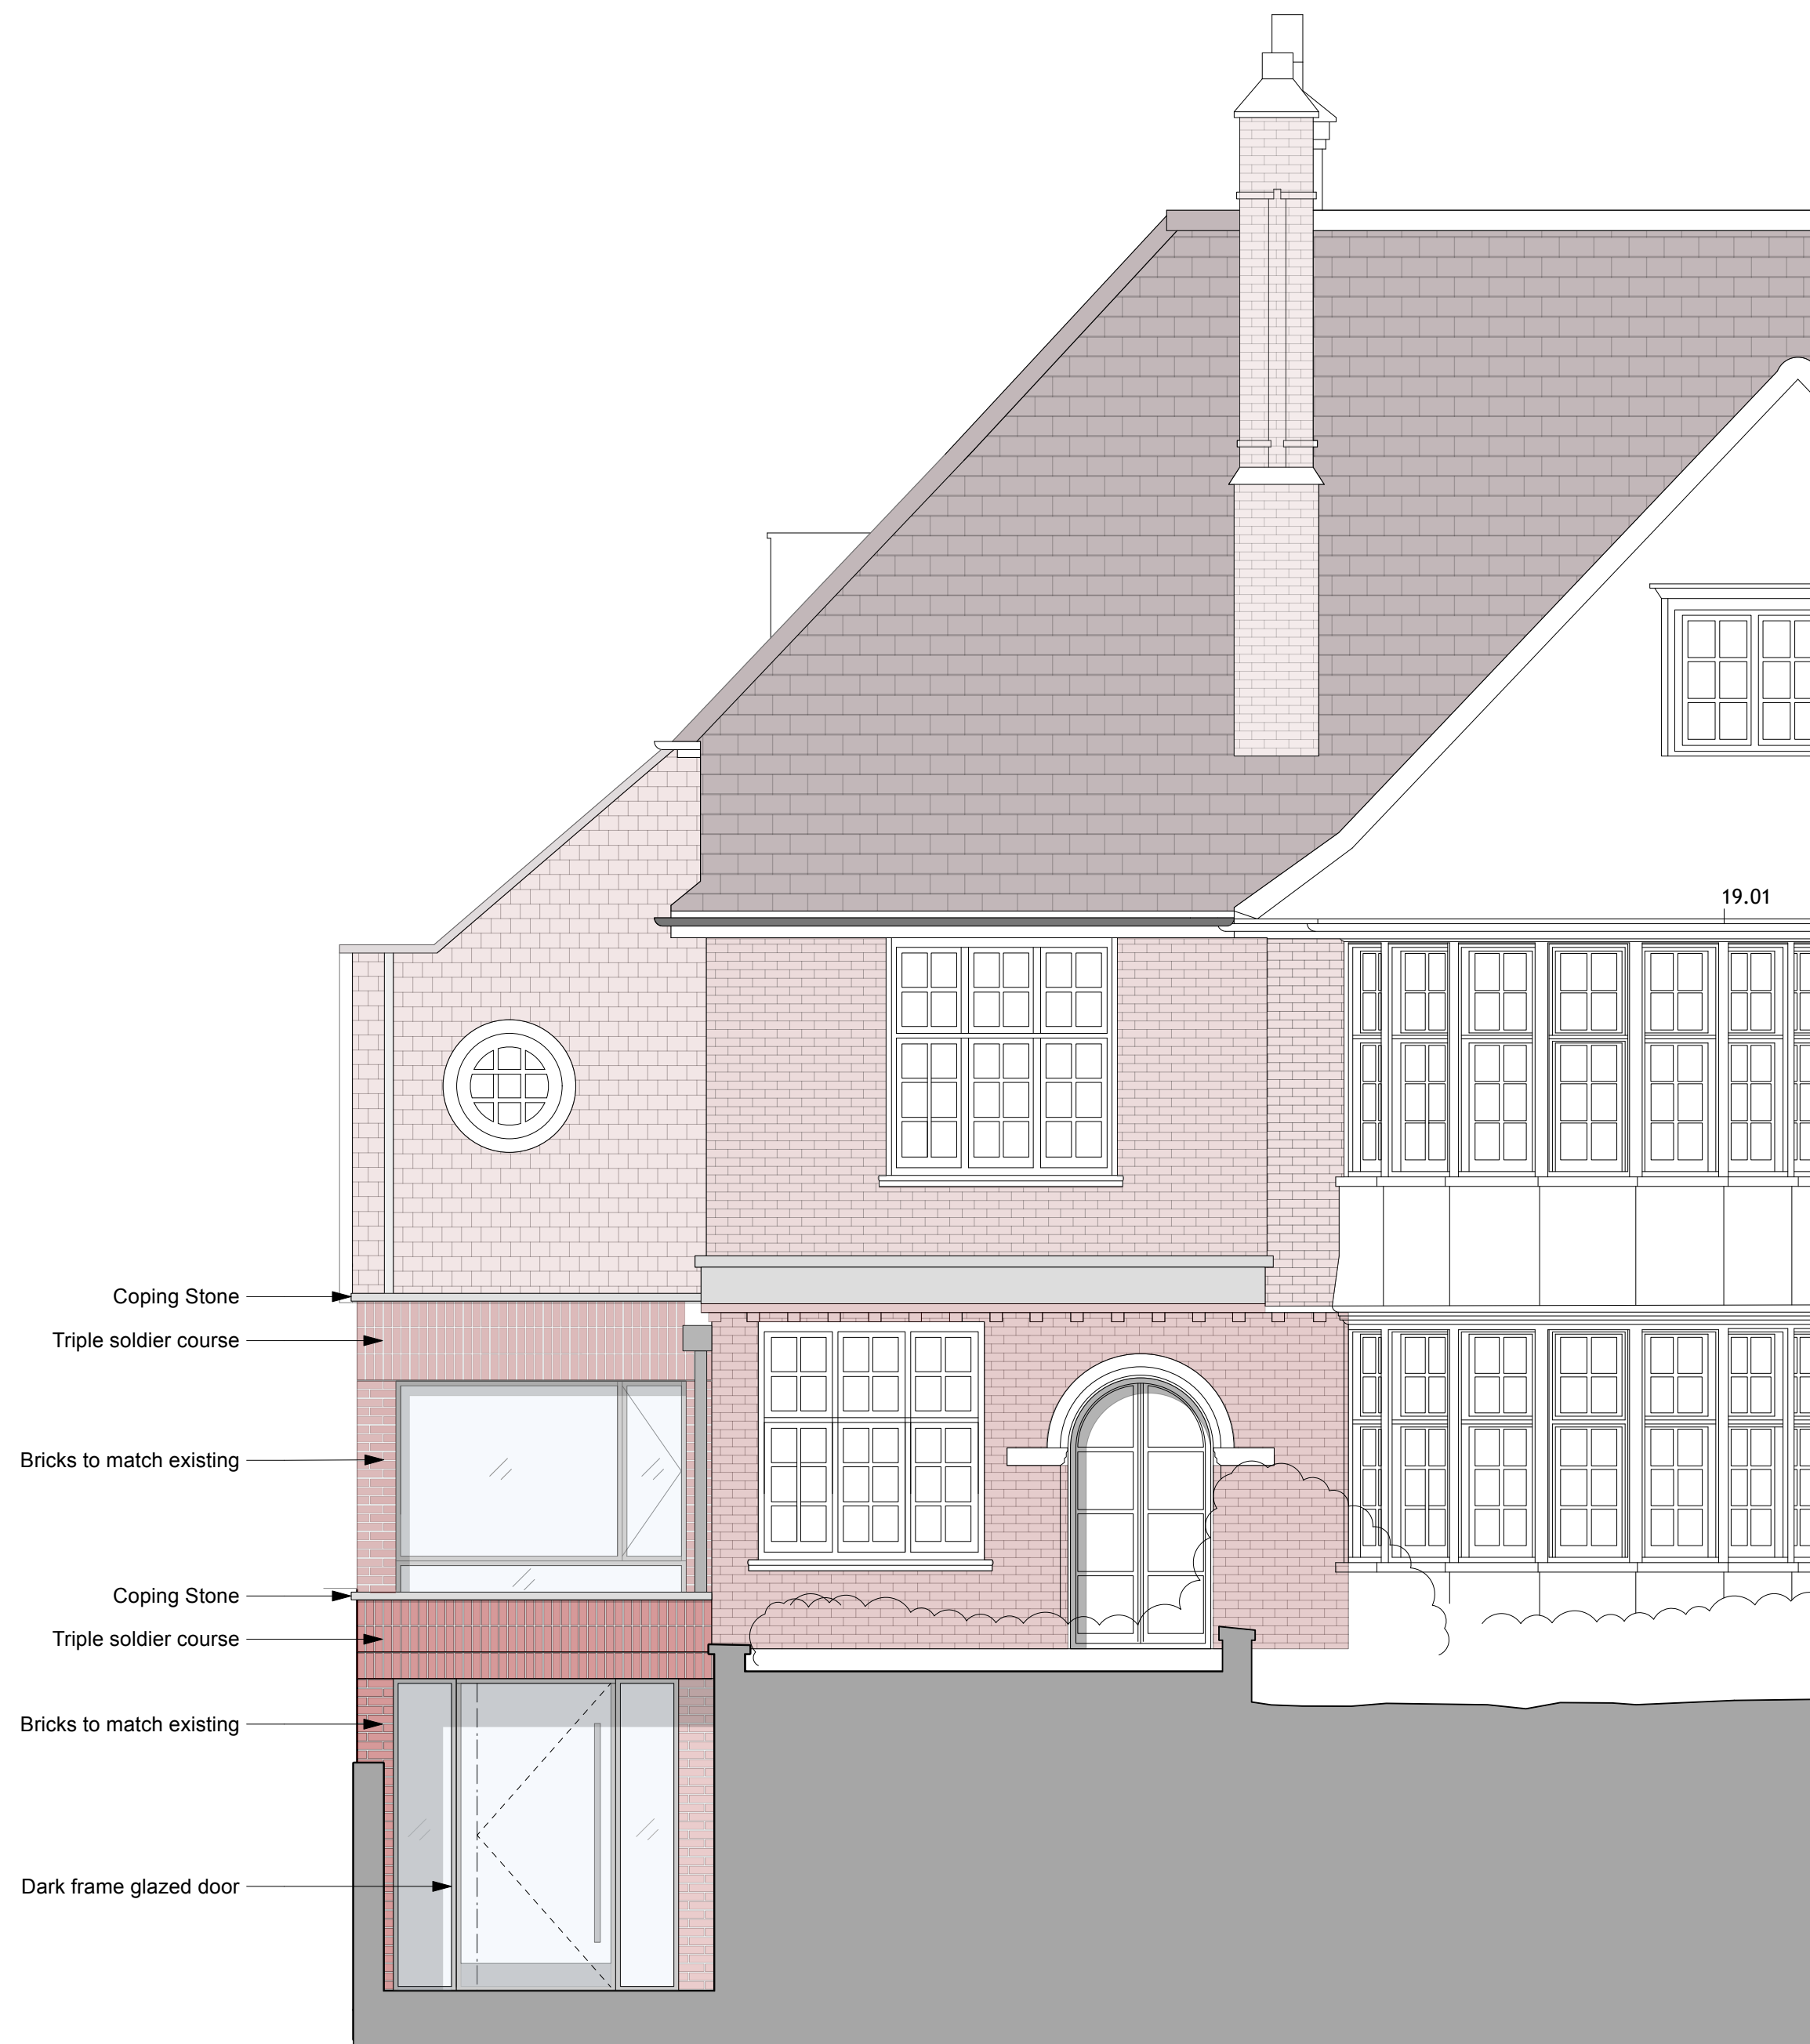 19.01
Coping Stone
Triple soldier course
Bricks to match existing
Coping Stone
Triple soldier course
Bricks to match existing
Dark frame glazed door